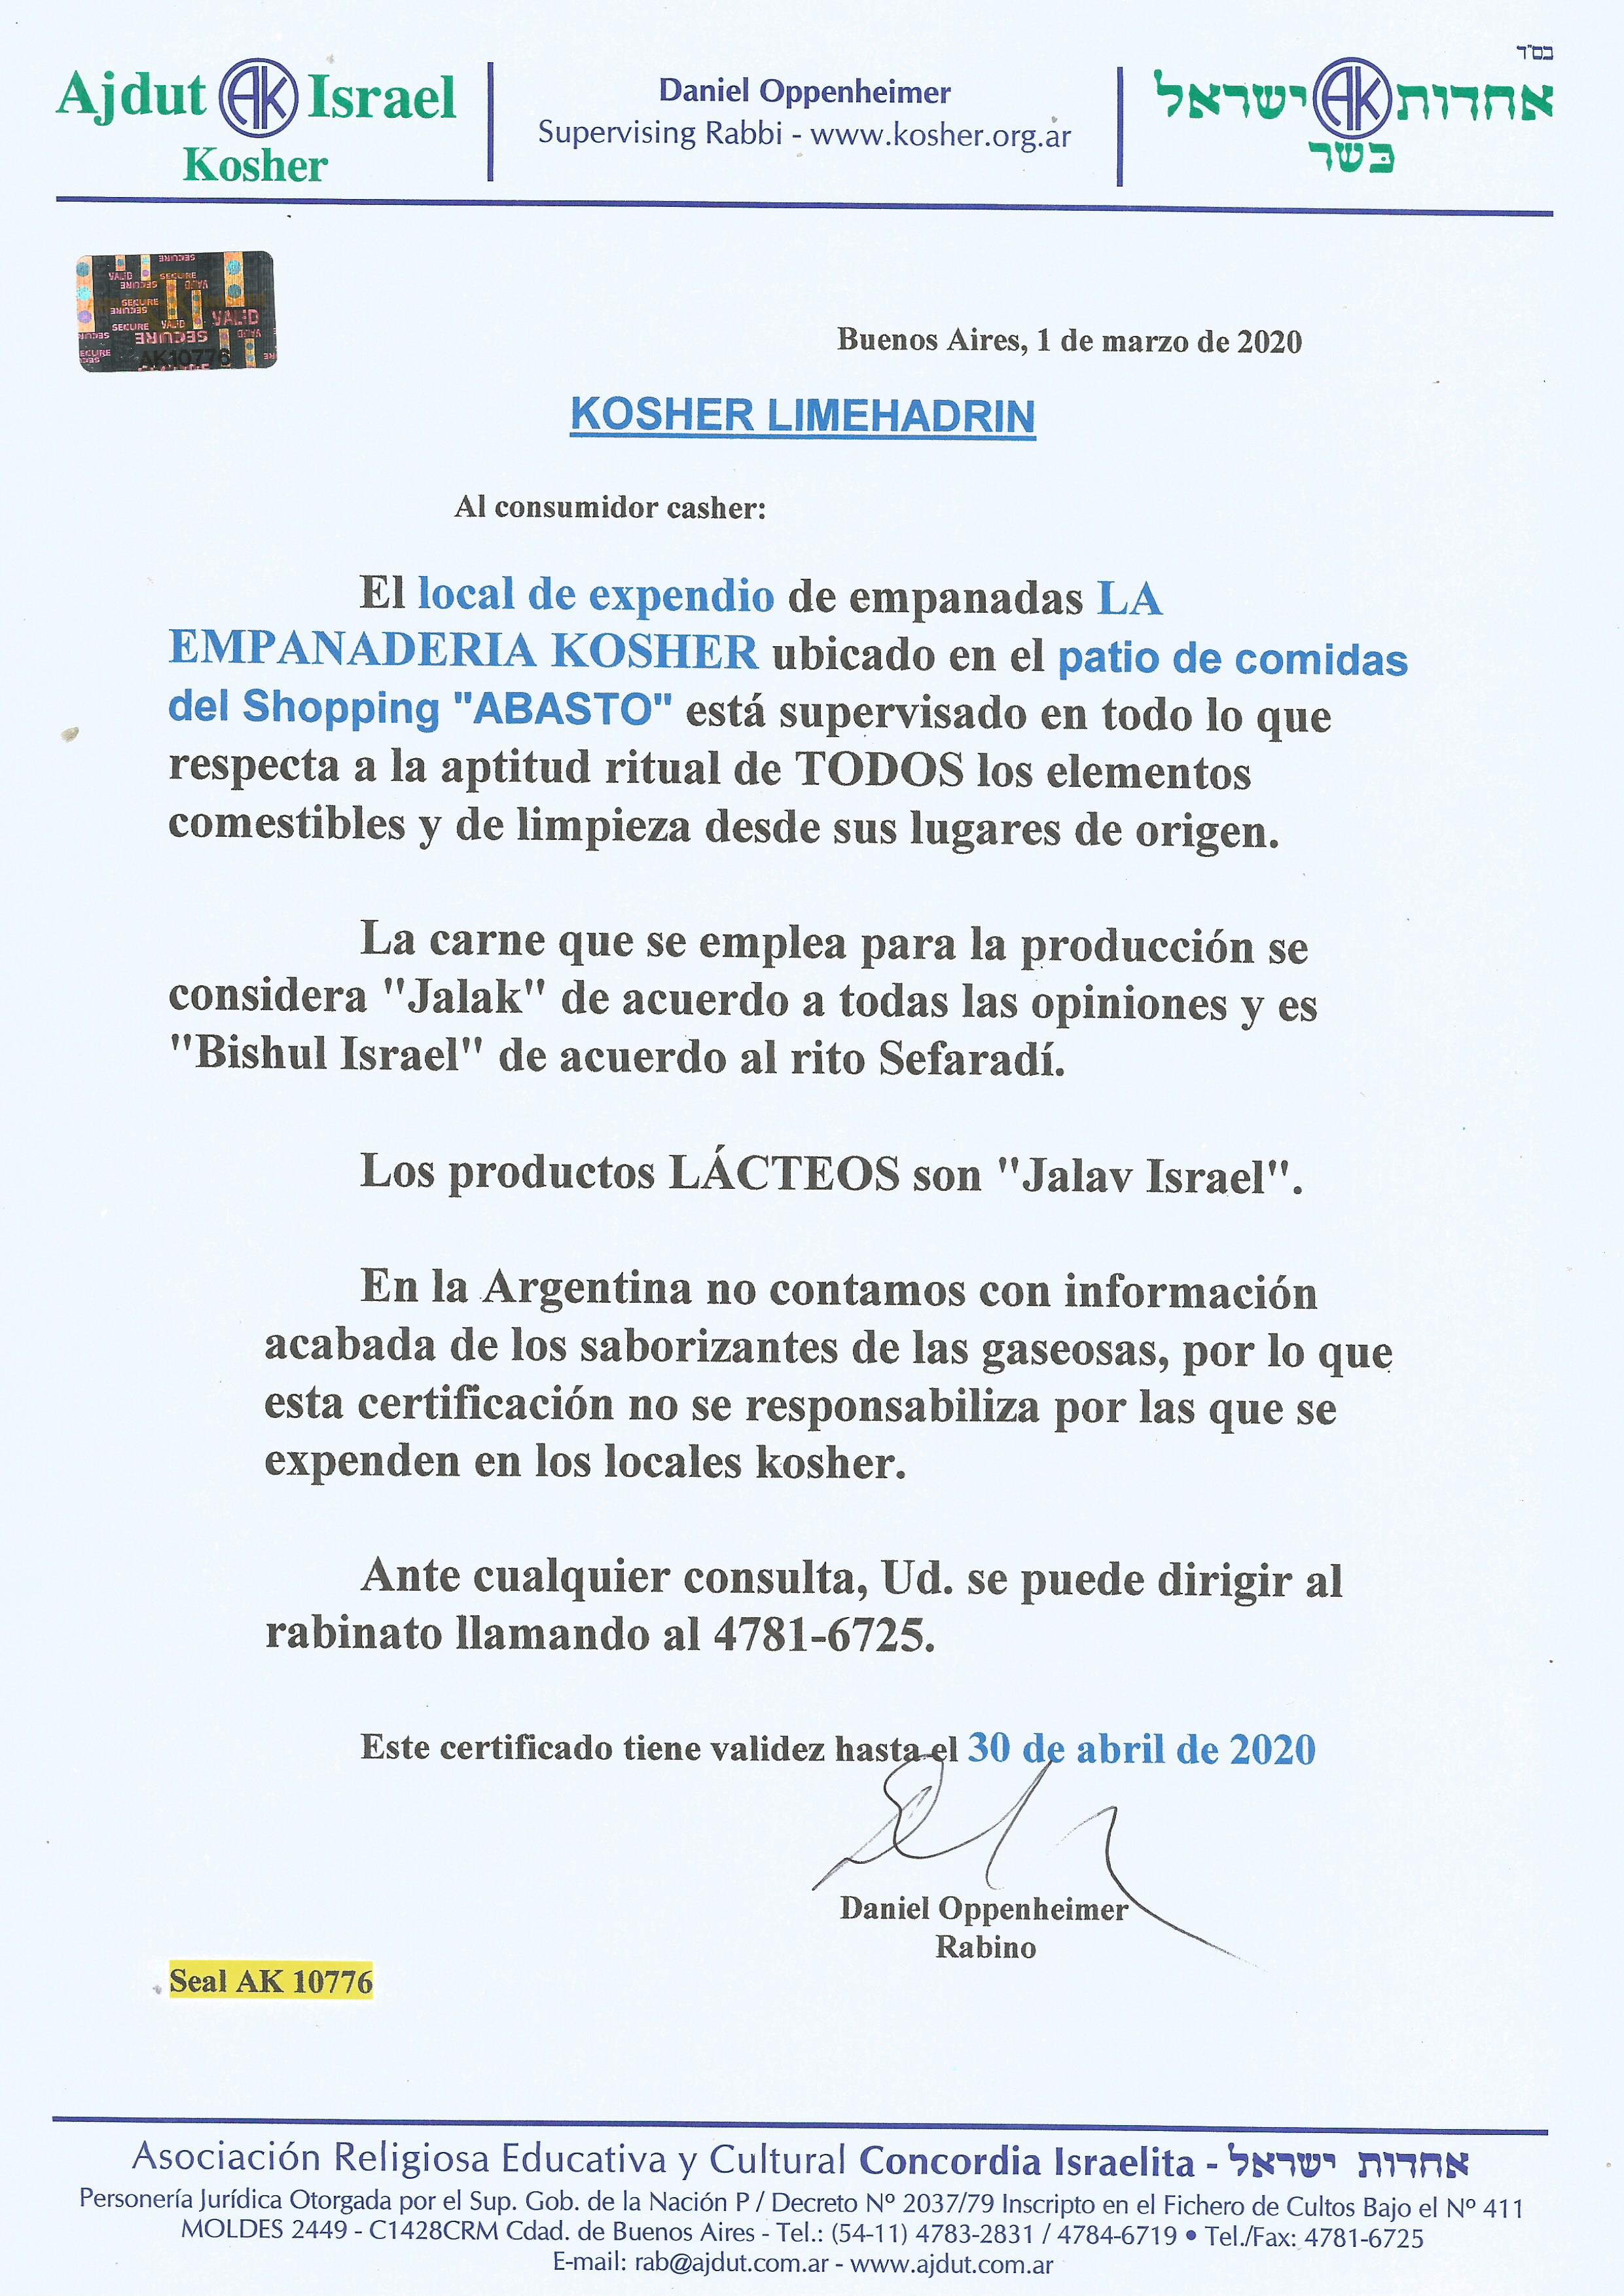 בס"ד
Ajdut AK Israel
Kosher
Daniel Oppenheimer
Supervising Rabbi - www.kosher.org.ar
אחדות AK ישראל
בשר
VALID
SECURE
AK10776
Buenos Aires, 1 de marzo de 2020
KOSHER LIMEHADRIN
Al consumidor casher:
El local de expendio de empanadas LA
EMPANADERIA KOSHER ubicado en el patio de comidas
del Shopping "ABASTO" está supervisado en todo lo que
respecta a la aptitud ritual de TODOS los elementos
comestibles y de limpieza desde sus lugares de origen.
La carne que se emplea para la producción se
considera "Jalak" de acuerdo a todas las opiniones y es
"Bishul Israel" de acuerdo al rito Sefaradí.
Los productos LÁCTEOS son "Jalav Israel".
En la Argentina no contamos con información
acabada de los saborizantes de las gaseosas, por lo que
esta certificación no se responsabiliza por las que se
expenden en los locales kosher.
Ante cualquier consulta, Ud. se puede dirigir al
rabinato llamando al 4781-6725.
Este certificado tiene validez hasta el 30 de abril de 2020
Daniel Oppenheimer
Rabino
Seal AK 10776
Asociación Religiosa Educativa y Cultural Concordia Israelita - אחדות ישראל
Personería Jurídica Otorgada por el Sup. Gob. de la Nación P / Decreto Nº 2037/79 Inscripto en el Fichero de Cultos Bajo el Nº 411
MOLDES 2449 - C1428CRM Cdad. de Buenos Aires - Tel.: (54-11) 4783-2831 / 4784-6719 • Tel./Fax: 4781-6725
E-mail: rab@ajdut.com.ar - www.ajdut.com.ar